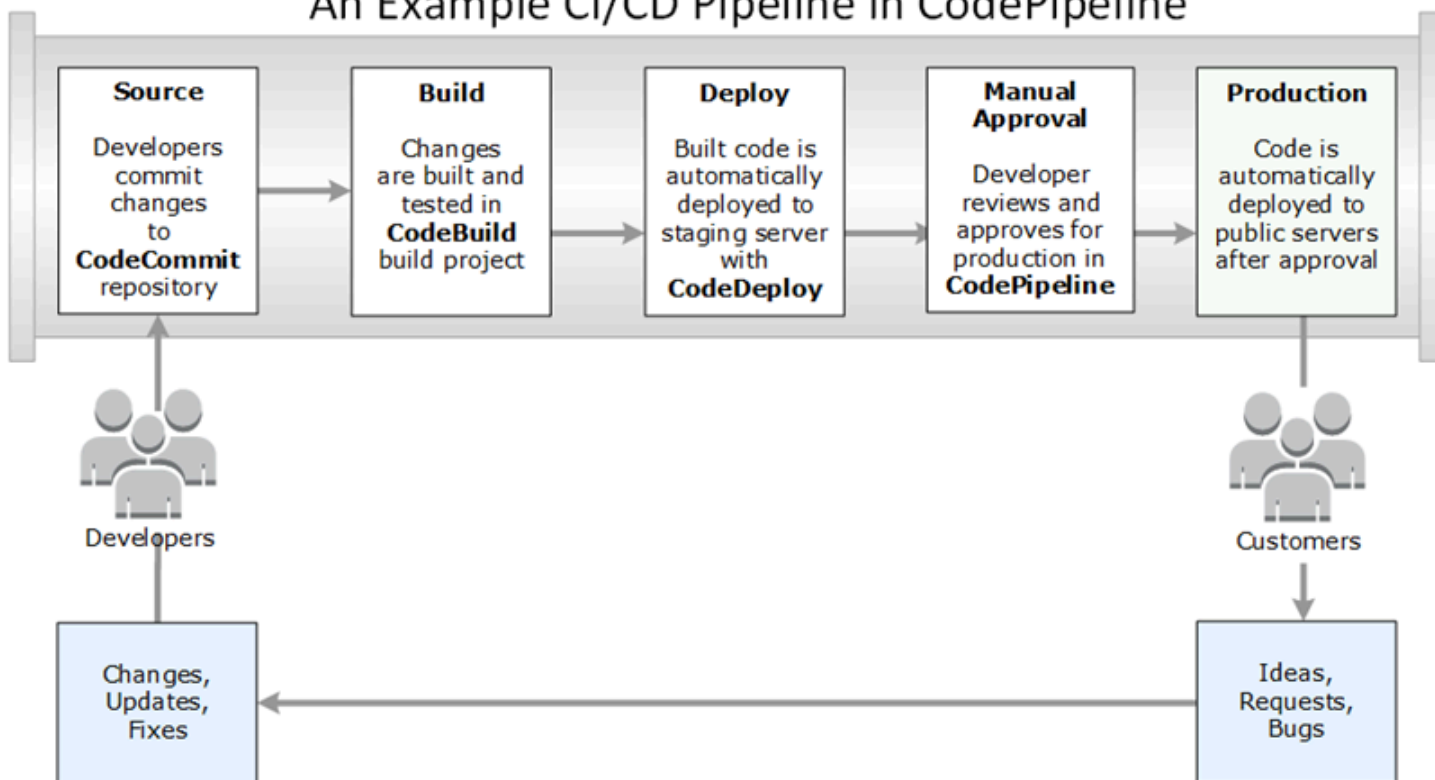 An Example CI/CD Pipeline in CodePipeline
Source
Developers
commit
changes
to
CodeCommit
repository
Build
Changes
are built and
tested in
CodeBuild
build project
Deploy
Built code is
automatically
deployed to
staging server
with
CodeDeploy
Manual
Approval
Developer
reviews and
approves for
production in
CodePipeline
Production
Code is
automatically
deployed to
public servers
after approval
Developers
Customers
Changes,
Updates,
Fixes
Ideas,
Requests,
Bugs